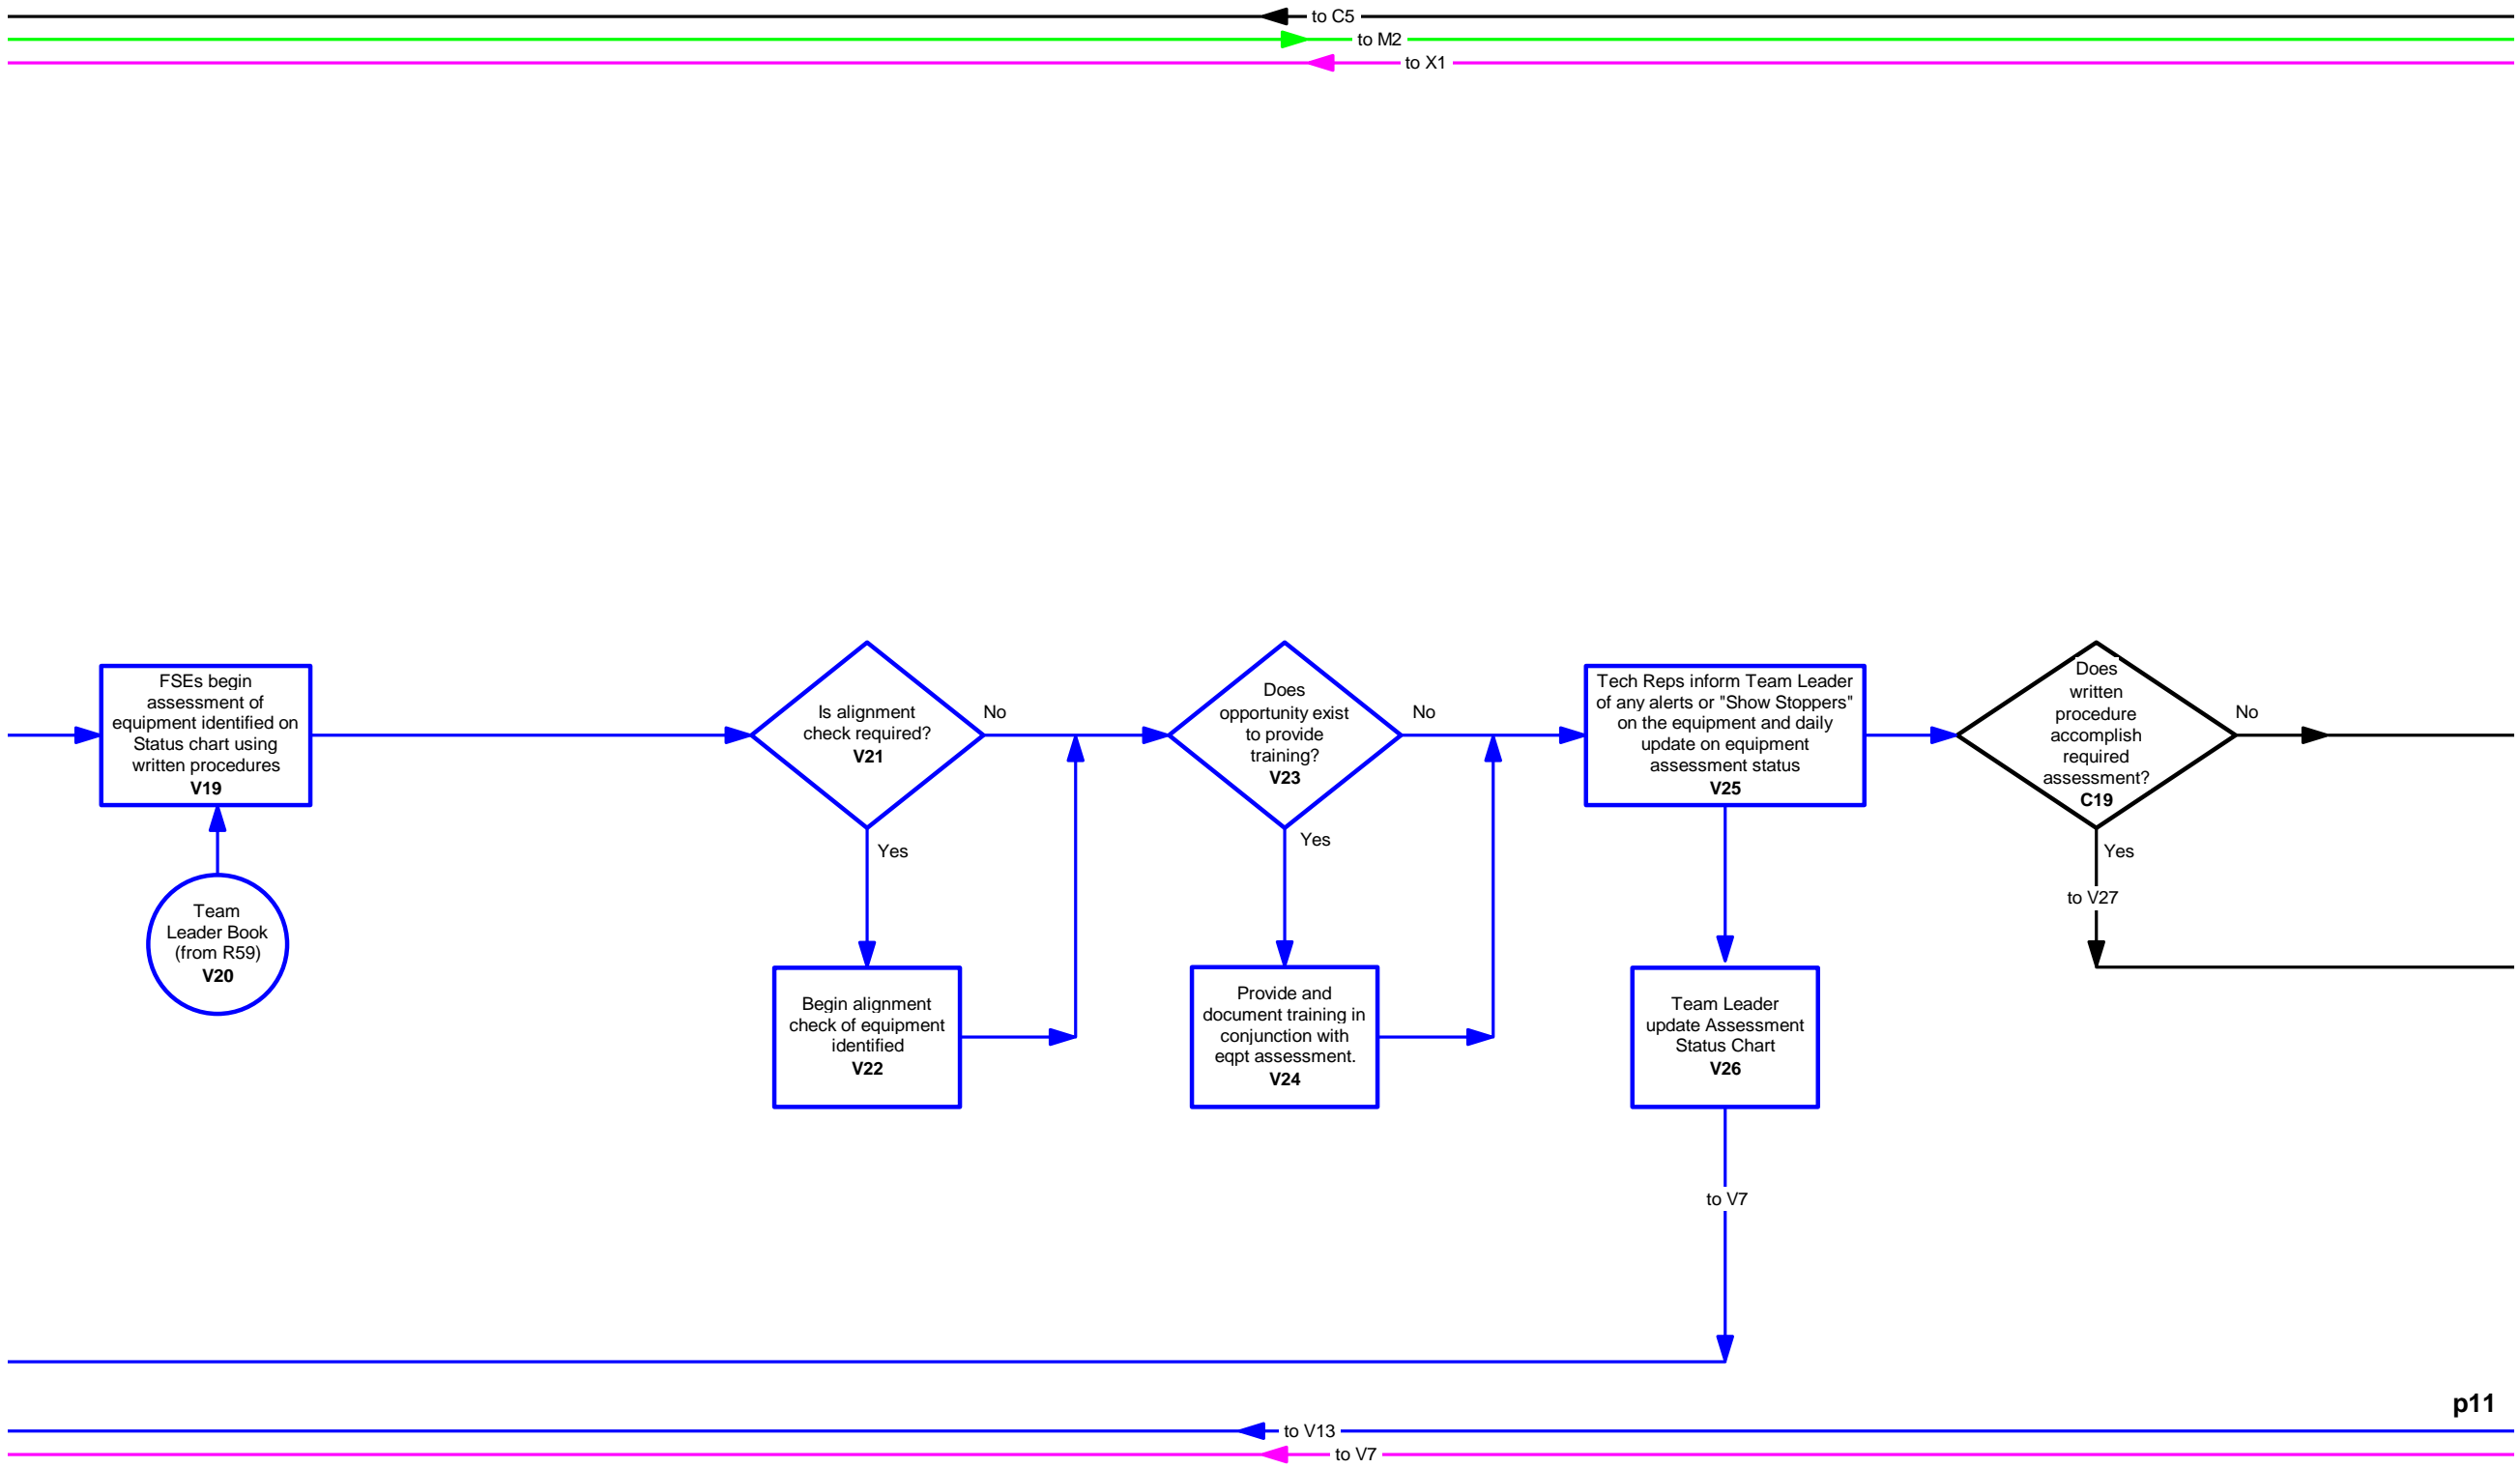 to C5
to M2
to X1
FSEs begin
assessment of
equipment identified on
Status chart using
written procedures
V19
Team
Leader Book
(from R59)
V20
Is alignment
check required?
V21
No
Yes
Begin alignment
check of equipment
identified
V22
Does
opportunity exist
to provide
training?
V23
No
Yes
Provide and
document training in
conjunction with
eqpt assessment.
V24
Tech Reps inform Team Leader
of any alerts or "Show Stoppers"
on the equipment and daily
update on equipment
assessment status
V25
Team Leader
update Assessment
Status Chart
V26
to V7
Does
written
procedure
accomplish
required
assessment?
C19
No
Yes
to V27
p11
to V13
to V7